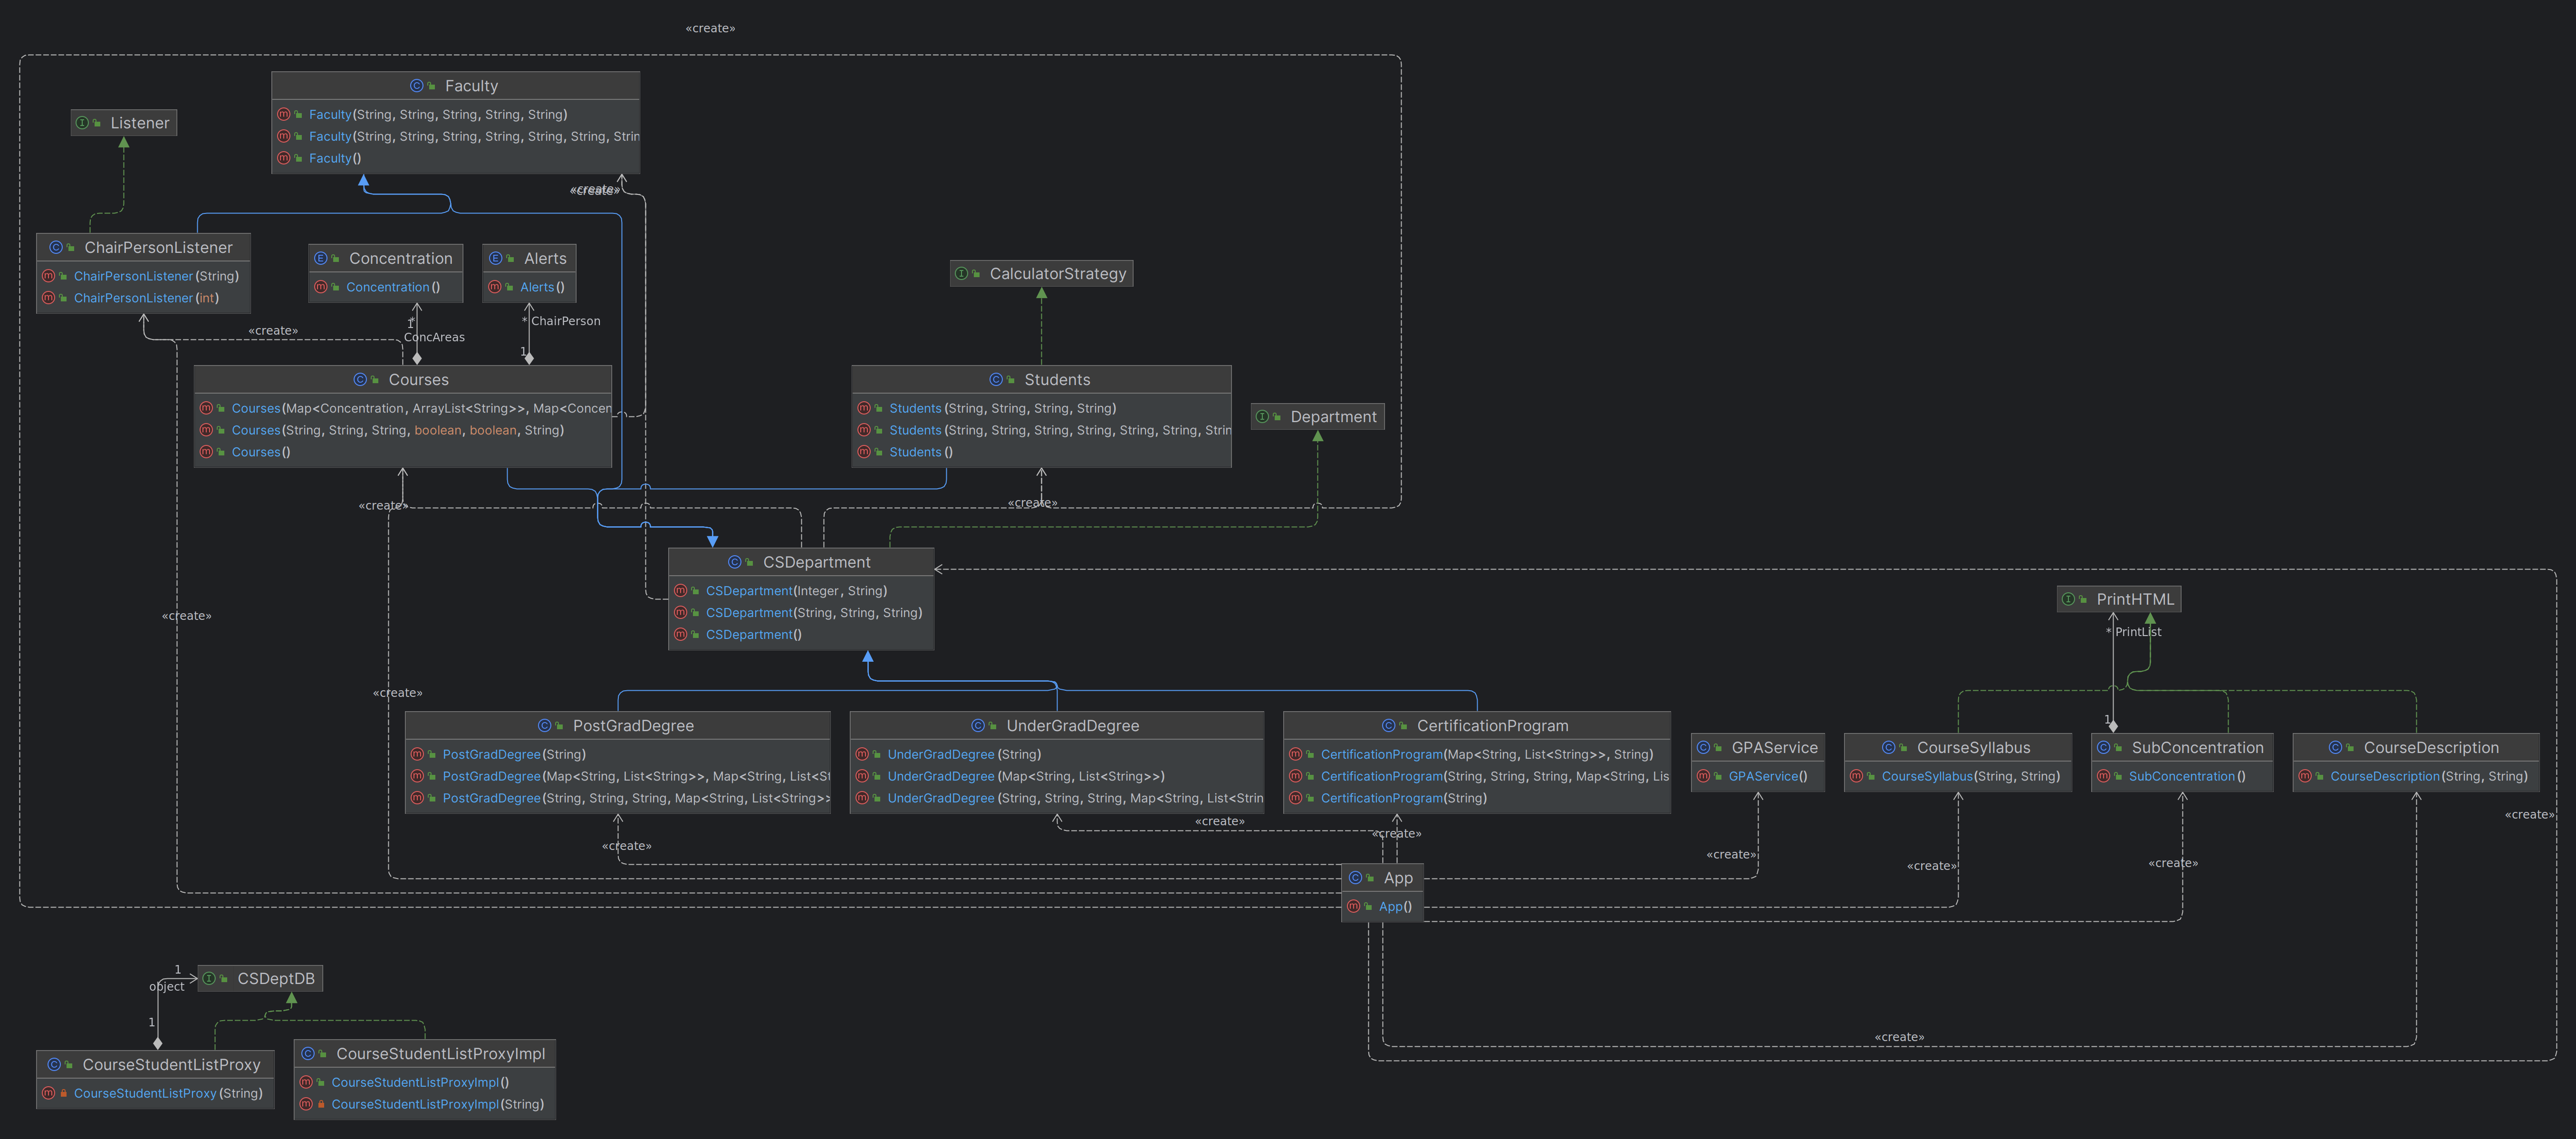 «create»
Faculty
Faculty(String, String, String, String, String)
Faculty(String, String, String, String, String, String, Strin
Faculty()
Listener
«create»
«create»
ChairPersonListener
ChairPersonListener(String)
ChairPersonListener(int)
Concentration
Concentration()
Alerts
Alerts()
CalculatorStrategy
«create»
*
1
ConcAreas
* ChairPerson
1
Courses
Courses(Map<Concentration, ArrayList<String>>, Map<Concen
Courses(String, String, String, boolean, boolean, String)
Courses()
Students
Students(String, String, String, String)
Students(String, String, String, String, String, String, Strin
Students()
Department
«create»
«create»
CSDepartment
CSDepartment(Integer, String)
CSDepartment(String, String, String)
CSDepartment()
«create»
PrintHTML
* PrintList
1
«create»
PostGradDegree
PostGradDegree(String)
PostGradDegree(Map<String, List<String>>, Map<String, List<St
PostGradDegree(String, String, String, Map<String, List<String>>
UnderGradDegree
UnderGradDegree(String)
UnderGradDegree(Map<String, List<String>>)
UnderGradDegree(String, String, String, Map<String, List<Strin
CertificationProgram
CertificationProgram(Map<String, List<String>>, String)
CertificationProgram(String, String, String, Map<String, Lis
CertificationProgram(String)
GPAService
GPAService()
CourseSyllabus
CourseSyllabus(String, String)
SubConcentration
SubConcentration()
CourseDescription
CourseDescription(String, String)
«create»
«create»
«create»
«create»
«create»
«create»
«create»
App
App()
1
object
1
CSDeptDB
«create»
CourseStudentListProxy
CourseStudentListProxy(String)
CourseStudentListProxyImpl
CourseStudentListProxyImpl()
CourseStudentListProxyImpl(String)